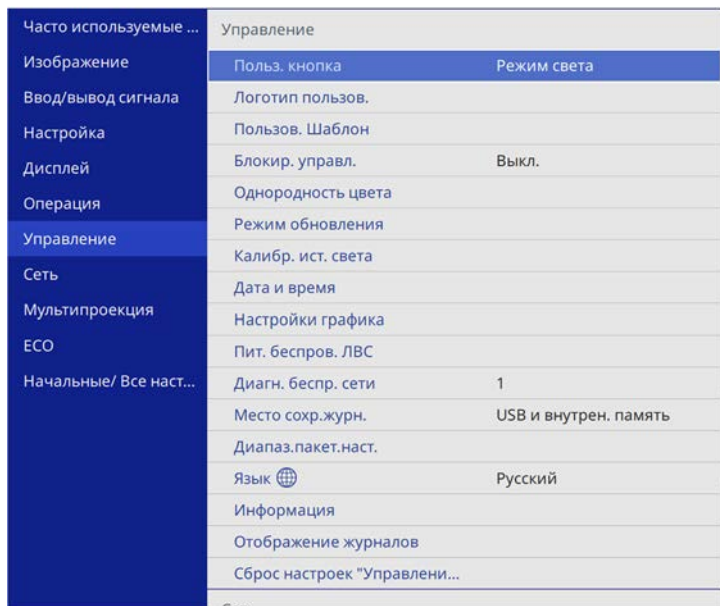 Часто используемые ...
Изображение
Ввод/вывод сигнала
Настройка
Дисплей
Операция
Управление
Сеть
Мультипроекция
ECO
Начальные/ Все наст...
Управление
Польз. кнопка Режим света
Логотип пользов.
Пользов. Шаблон
Блокир. управл. Выкл.
Однородность цвета
Режим обновления
Калибр. ист. света
Дата и время
Настройки графика
Пит. беспров. ЛВС
Диагн. беспр. сети 1
Место сохр.журн. USB и внутрен. память
Диапаз.пакет.наст.
Язык Русский
Информация
Отображение журналов
Сброс настроек "Управлени...